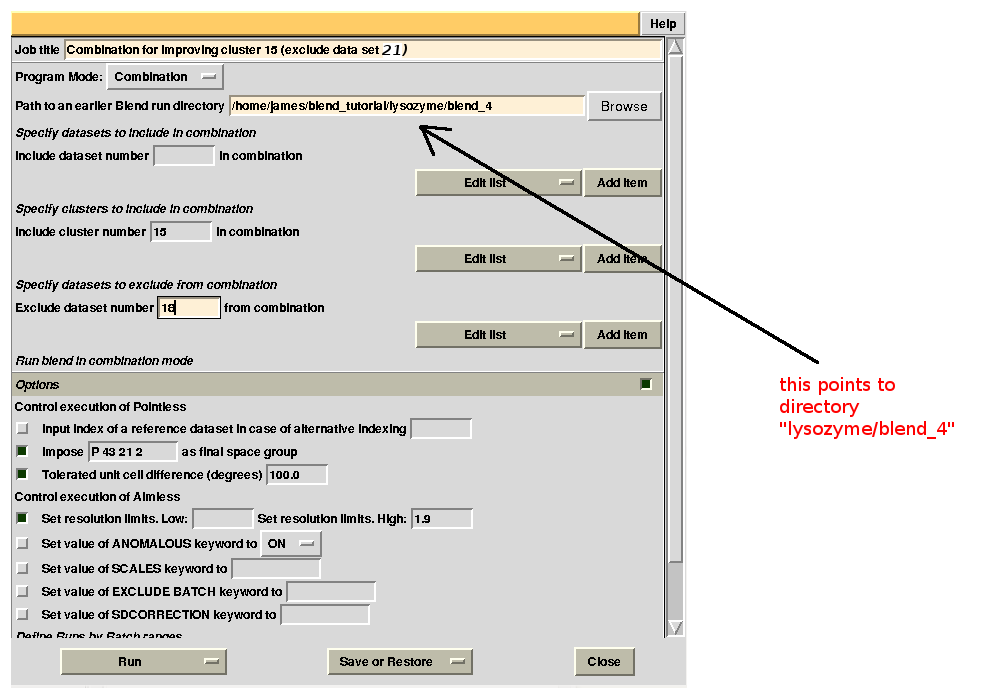 Help
Job title Combination for improving cluster 15 (exclude data set 21)
Program Mode: Combination
Path to an earlier Blend run directory /home/james/blend_tutorial/lysozyme/blend_4 Browse
Specify datasets to include in combination
Include dataset number in combination
Edit list Add item
Specify clusters to include in combination
Include cluster number 15 in combination
Edit list Add item
Specify datasets to exclude from combination
Exclude dataset number 18 from combination
Edit list Add item
Run blend in combination mode
Options
Control execution of Pointless
Input index of a reference dataset in case of alternative indexing
Impose P 43 21 2 as final space group
Tolerated unit cell difference (degrees) 100.0
Control execution of Aimless
Set resolution limits. Low: Set resolution limits. High: 1.9
Set value of ANOMALOUS keyword to ON
Set value of SCALES keyword to
Set value of EXCLUDE BATCH keyword to
Set value of SDCORRECTION keyword to
Define Runs by Batch ranges
Run Save or Restore Close
this points to
directory
"lysozyme/blend_4"